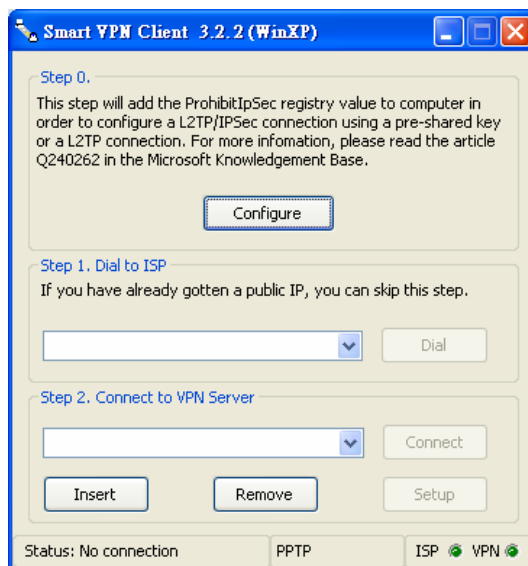 Smart VPN Client 3.2.2 (WinXP)
Step 0.
This step will add the ProhibitIpSec registry value to computer in
order to configure a L2TP/IPSec connection using a pre-shared key
or a L2TP connection. For more infomation, please read the article
Q240262 in the Microsoft Knowledgement Base.
Configure
Step 1. Dial to ISP
If you have already gotten a public IP, you can skip this step.
Dial
Step 2. Connect to VPN Server
Connect
Insert Remove Setup
Status: No connection PPTP ISP VPN